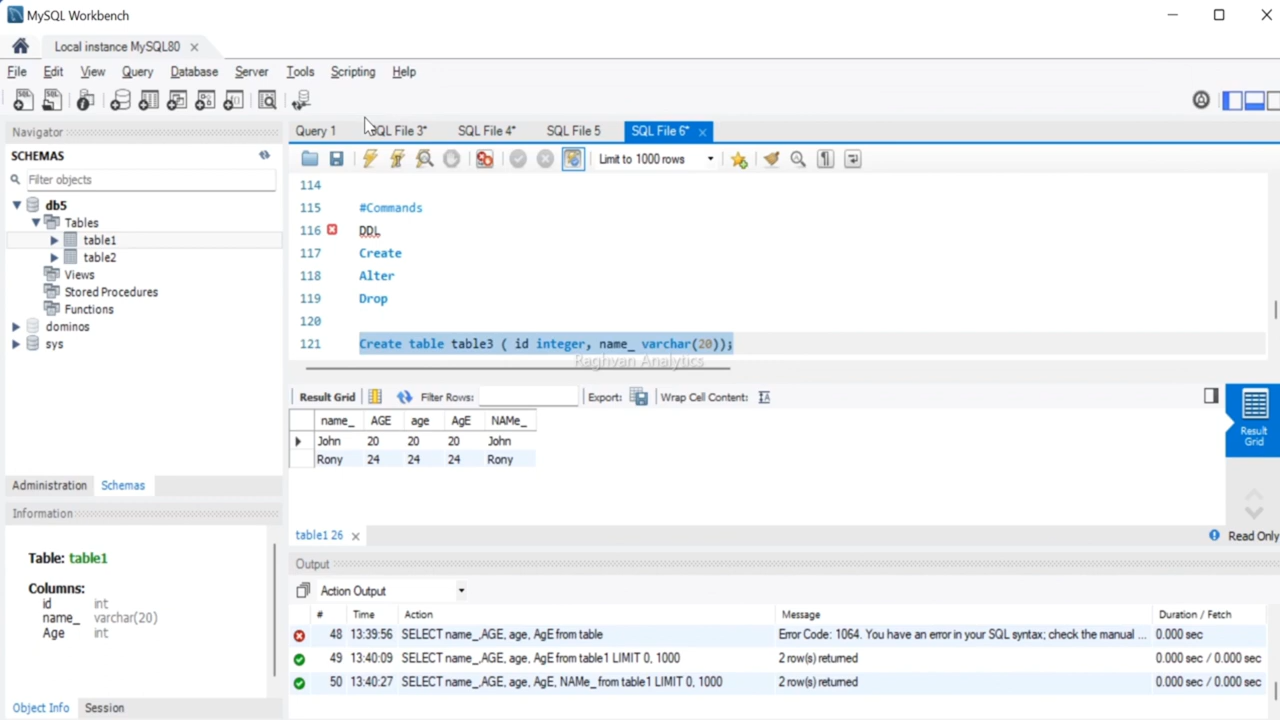 MySQL Workbench
Local instance MySQL80
File Edit View Query Database Server Tools Scripting Help
Navigator
SCHEMAS
Filter objects
db5
Tables
table1
table2
Views
Stored Procedures
Functions
dominos
sys
Administration Schemas
Information
Table: table1
Columns:
id int
name_ varchar(20)
Age int
Object Info Session
Query 1 SQL File 3* SQL File 4* SQL File 5 SQL File 6*
Limit to 1000 rows
114
115 #Commands
116 DDL
117 Create
118 Alter
119 Drop
120
121 Create table table3 ( id integer, name_ varchar(20));
Raghvan Analytics
Result Grid Filter Rows: Export: Wrap Cell Content:
name_ AGE age AgE NAMe_
John 20 20 20 John
Rony 24 24 24 Rony
Result
Grid
table1 26
Read Only
Output
Action Output
# Time Action Message Duration / Fetch
48 13:39:56 SELECT name_,AGE, age, AgE from table Error Code: 1064. You have an error in your SQL syntax; check the manual ... 0.000 sec
49 13:40:09 SELECT name_,AGE, age, AgE from table1 LIMIT 0, 1000 2 row(s) returned 0.000 sec / 0.000 sec
50 13:40:27 SELECT name_,AGE, age, AgE, NAMe_ from table1 LIMIT 0, 1000 2 row(s) returned 0.000 sec / 0.000 sec